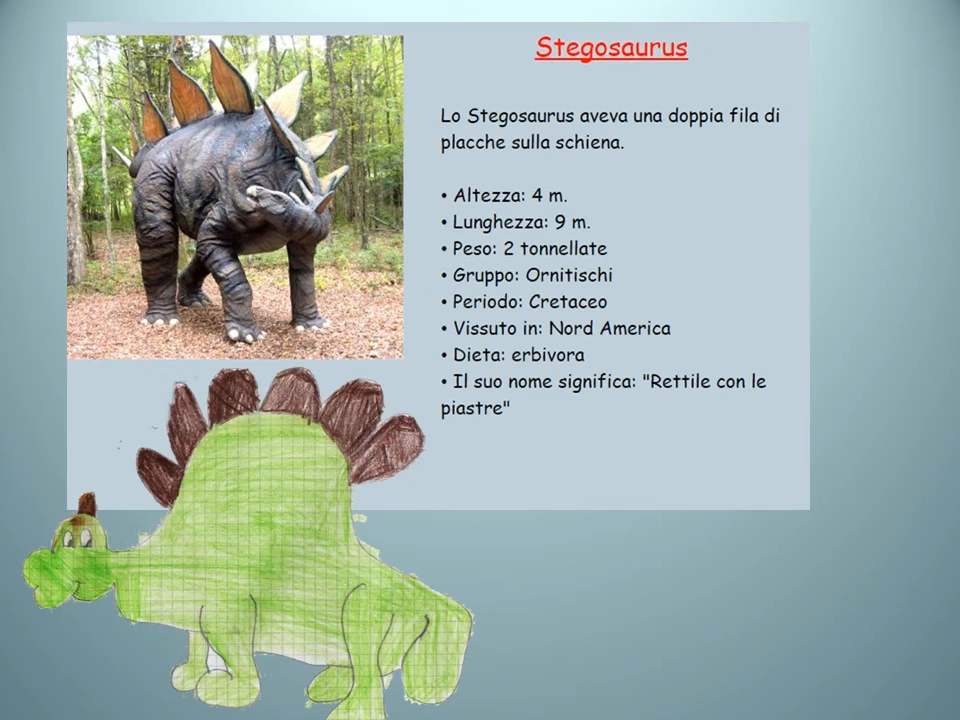 Stegosaurus
Lo Stegosaurus aveva una doppia fila di
placche sulla schiena.
• Altezza: 4 m.
• Lunghezza: 9 m.
• Peso: 2 tonnellate
• Gruppo: Ornitischi
• Periodo: Cretaceo
• Vissuto in: Nord America
• Dieta: erbivora
• Il suo nome significa: "Rettile con le
piastre"